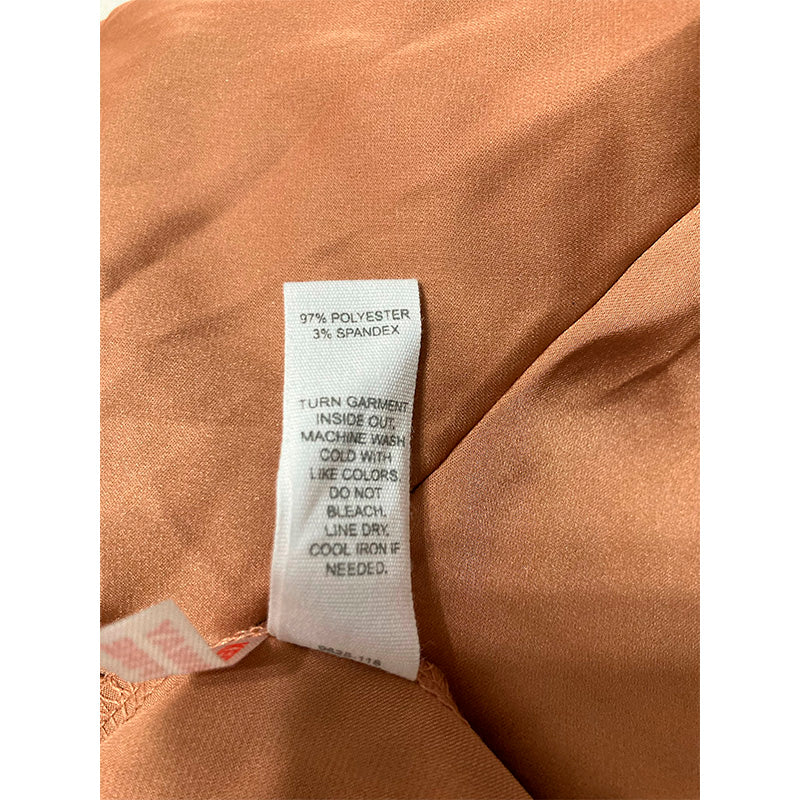 97% POLYESTER
3% SPANDEX
TURN GARMENT
INSIDE OUT.
MACHINE WASH
COLD WITH
LIKE COLORS.
DO NOT
BLEACH.
LINE DRY.
COOL IRON IF
NEEDED.